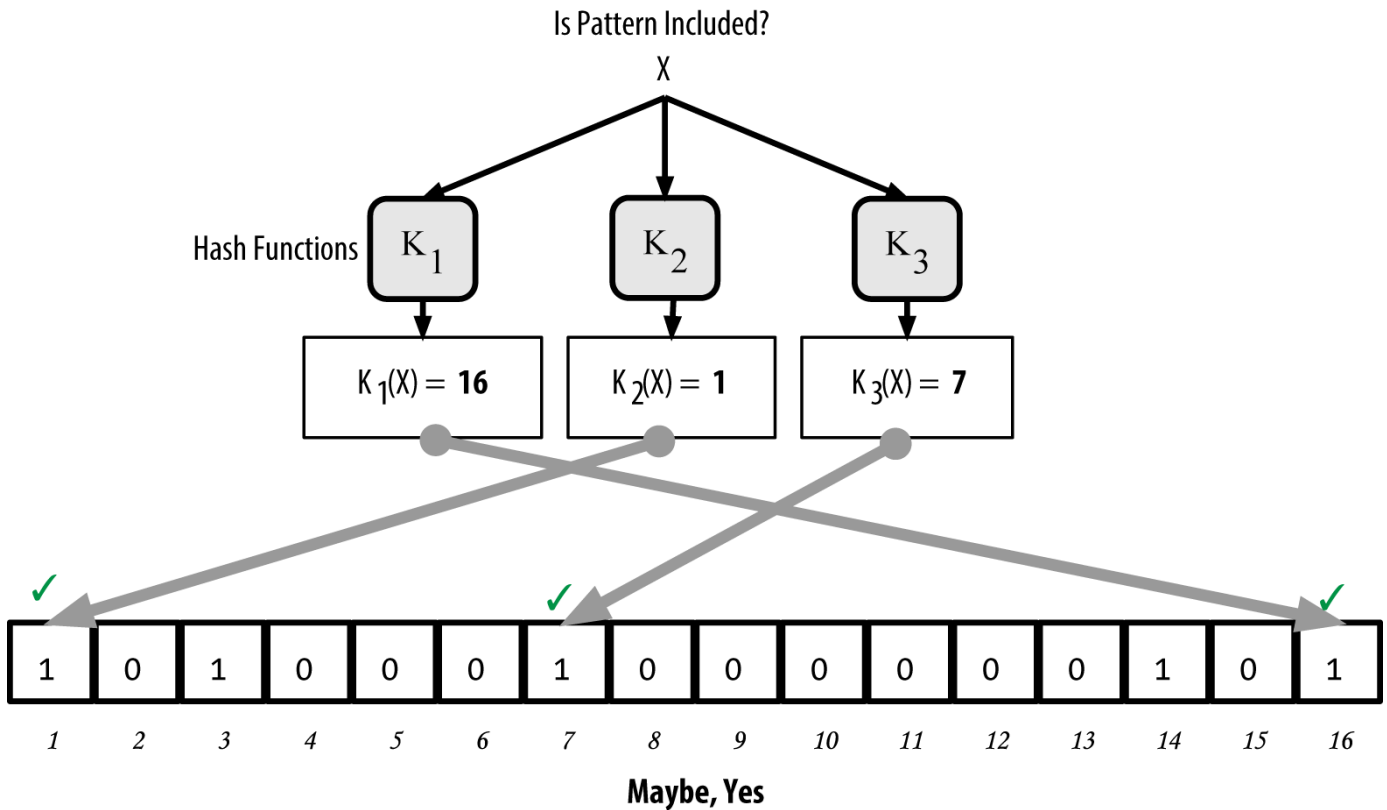 Is Pattern Included?
X
Hash Functions K1 K2 K3
K1(X) = 16 K2(X) = 1 K3(X) = 7
✓ ✓ ✓
1 0 1 0 0 0 1 0 0 0 0 0 0 1 0 1
1 2 3 4 5 6 7 8 9 10 11 12 13 14 15 16
Maybe, Yes